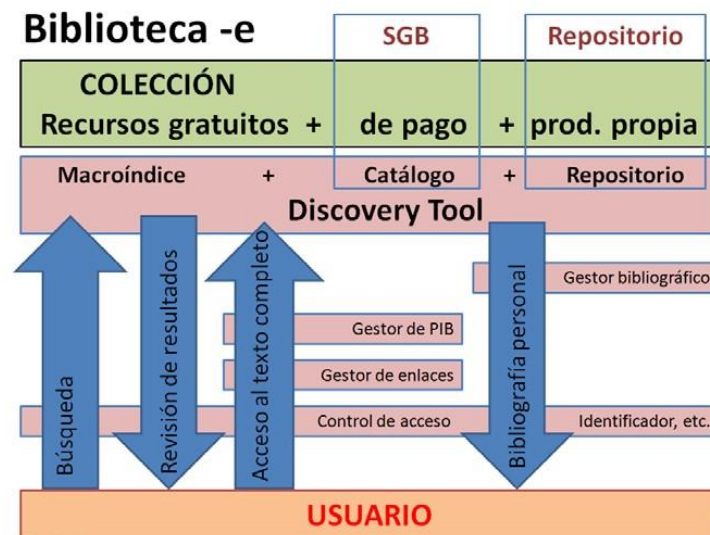 Biblioteca -e
SGB
Repositorio
COLECCIÓN
Recursos gratuitos + de pago + prod. propia
Macroíndice + Catálogo + Repositorio
Discovery Tool
Búsqueda
Revisión de resultados
Acceso al texto completo
Bibliografía personal
Gestor bibliográfico
Gestor de PIB
Gestor de enlaces
Control de acceso
Identificador, etc.
USUARIO